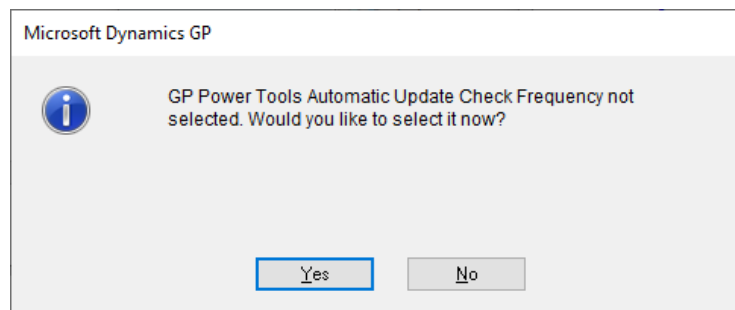 Microsoft Dynamics GP
GP Power Tools Automatic Update Check Frequency not
selected. Would you like to select it now?
Yes
No